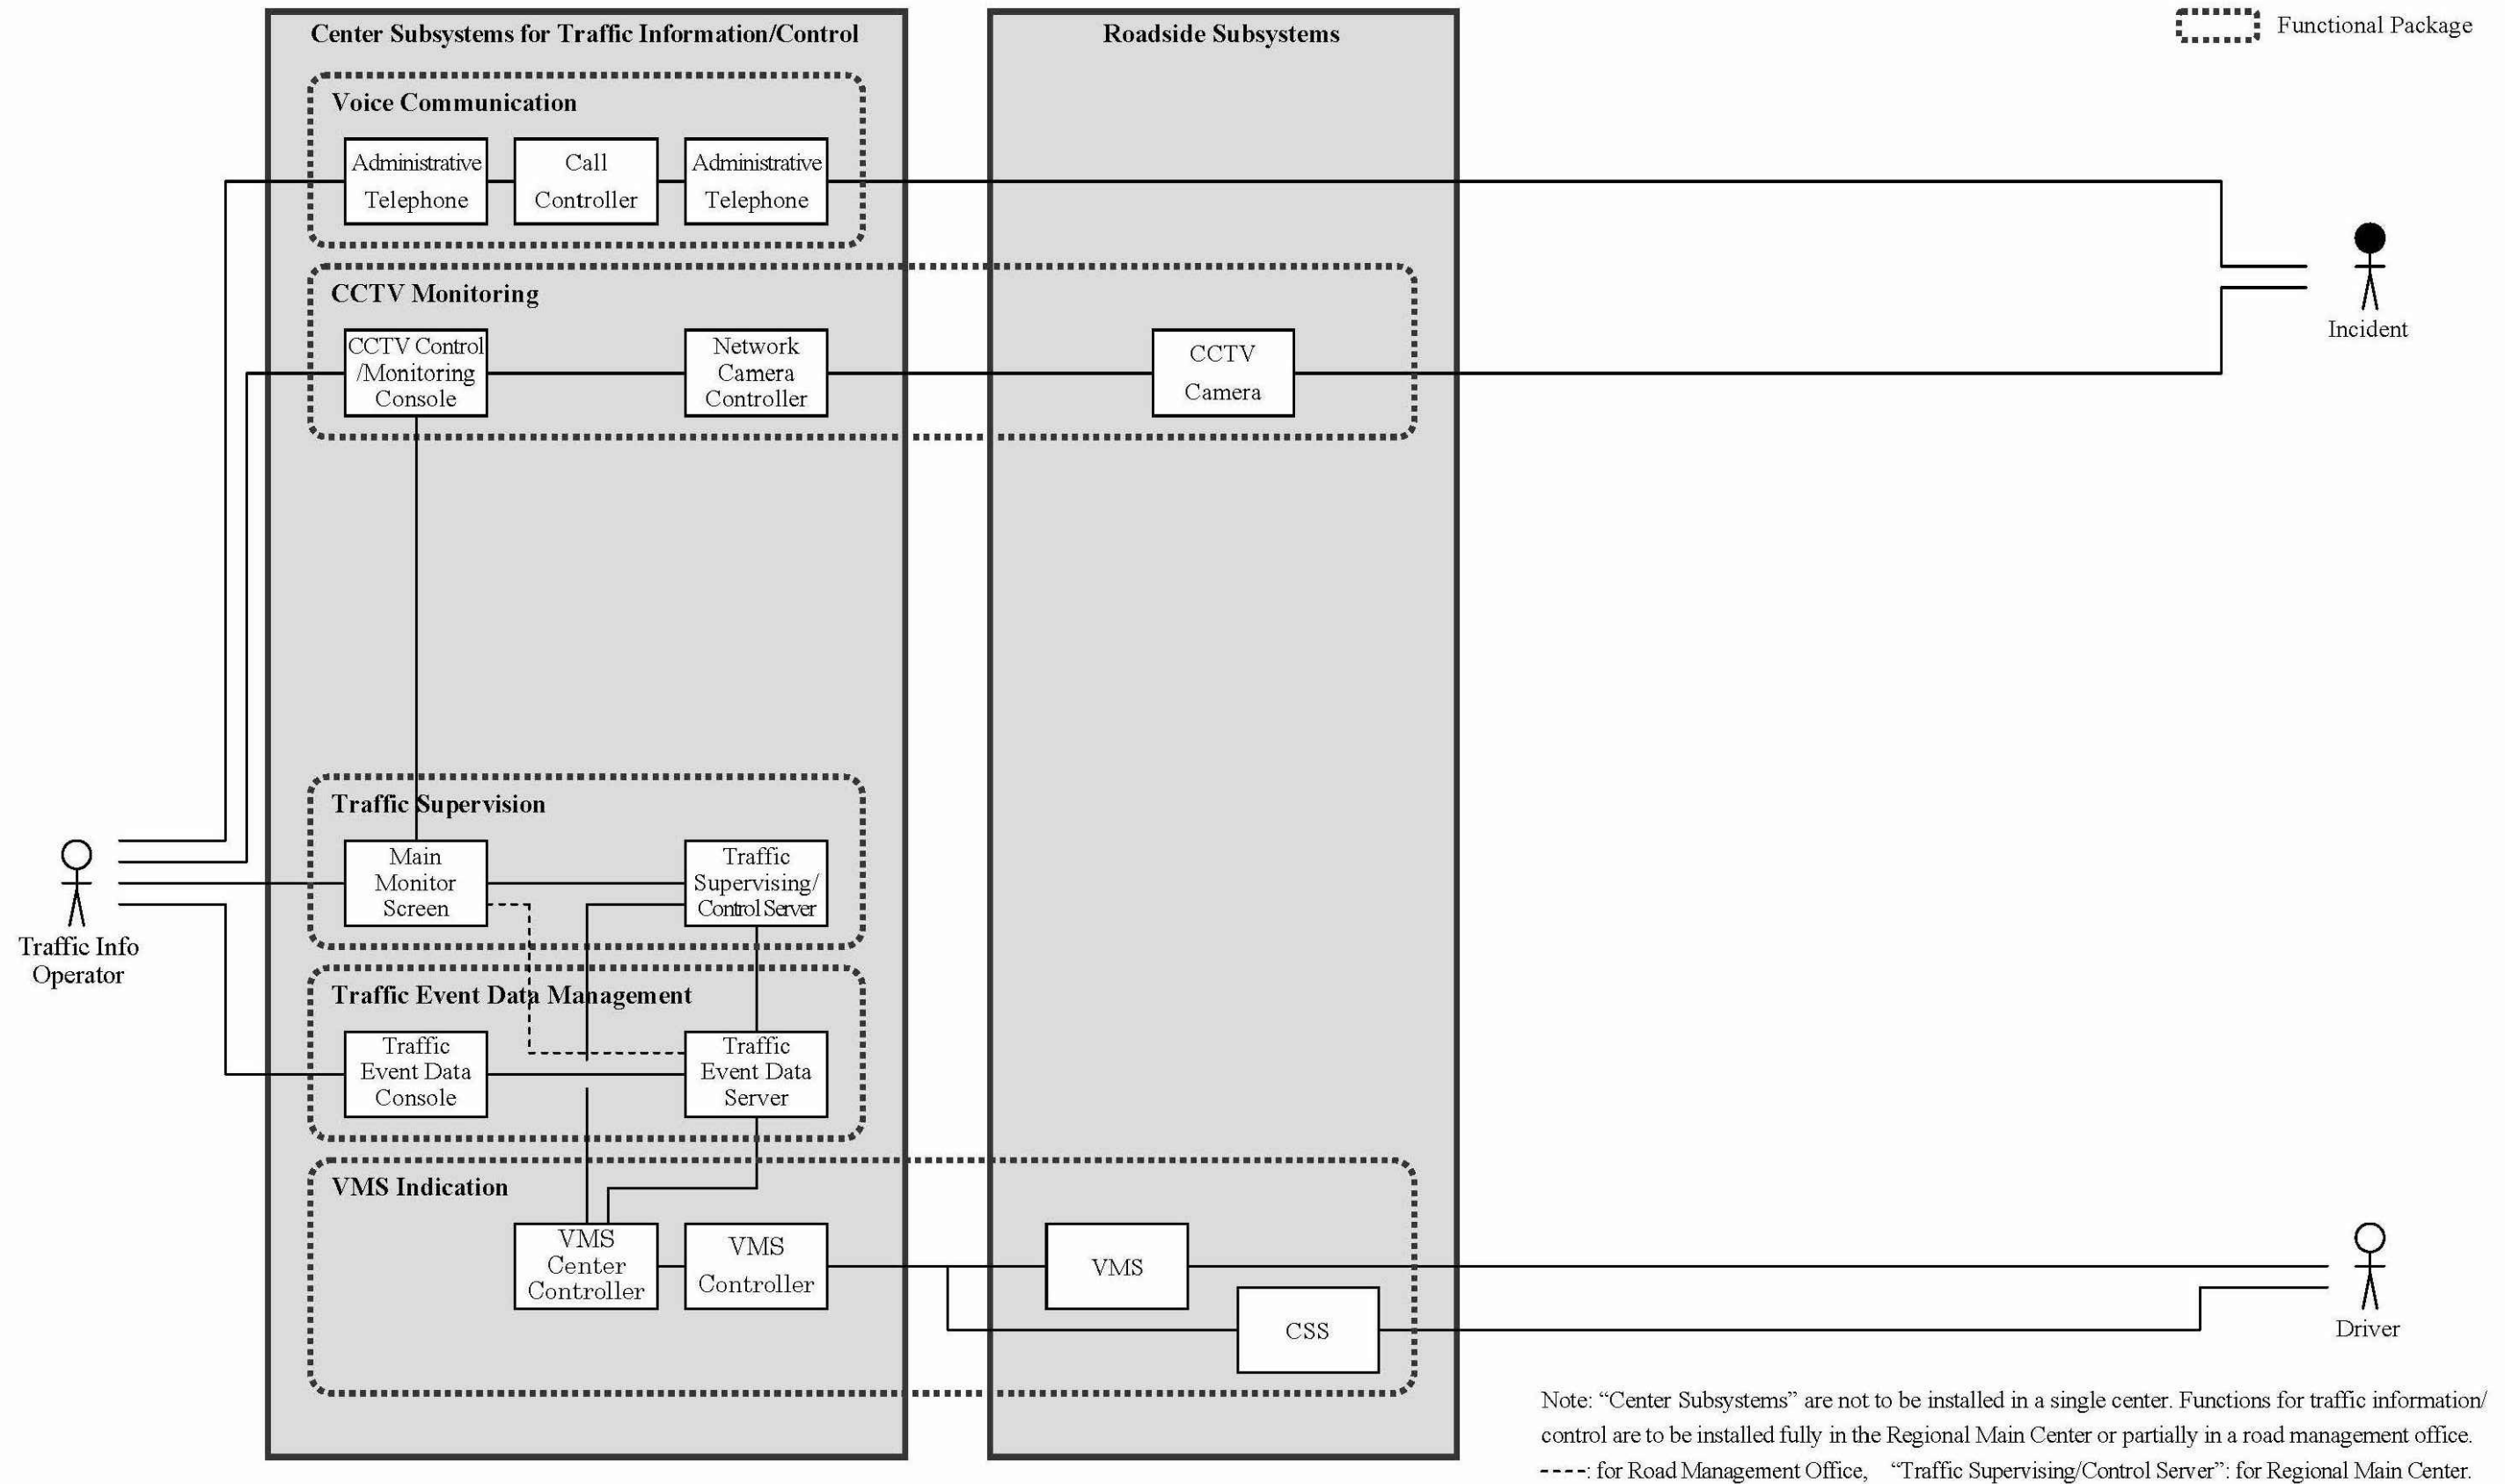 Center Subsystems for Traffic Information/Control
Roadside Subsystems
Functional Package
Voice Communication
Administrative
Telephone
Call
Controller
Administrative
Telephone
CCTV Monitoring
CCTV Control
/Monitoring
Console
Network
Camera
Controller
CCTV
Camera
Incident
Traffic Supervision
Main
Monitor
Screen
Traffic
Supervising/
Control Server
Traffic Info
Operator
Traffic Event Data Management
Traffic
Event Data
Console
Traffic
Event Data
Server
VMS Indication
VMS
Center
Controller
VMS
Controller
VMS
CSS
Driver
Note: “Center Subsystems” are not to be installed in a single center. Functions for traffic information/
control are to be installed fully in the Regional Main Center or partially in a road management office.
----: for Road Management Office, “Traffic Supervising/Control Server”: for Regional Main Center.